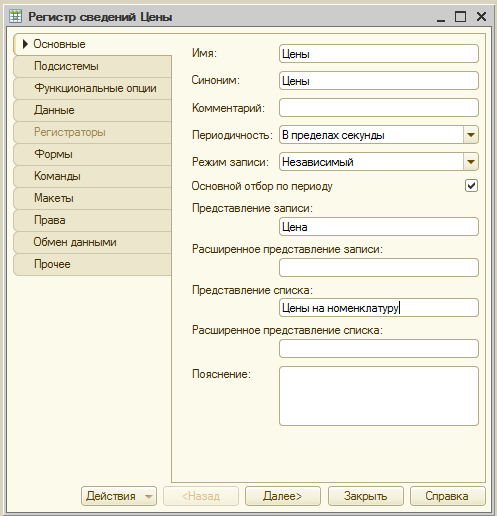 Регистр сведений Цены
Основные
Подсистемы
Функциональные опции
Данные
Регистраторы
Формы
Команды
Макеты
Права
Обмен данными
Прочее
Имя: Цены
Синоним: Цены
Комментарий:
Периодичность: В пределах секунды
Режим записи: Независимый
Основной отбор по периоду
Представление записи:
Цена
Расширенное представление записи:
Представление списка:
Цены на номенклатуру
Расширенное представление списка:
Пояснение:
Действия <Назад Далее> Закрыть Справка